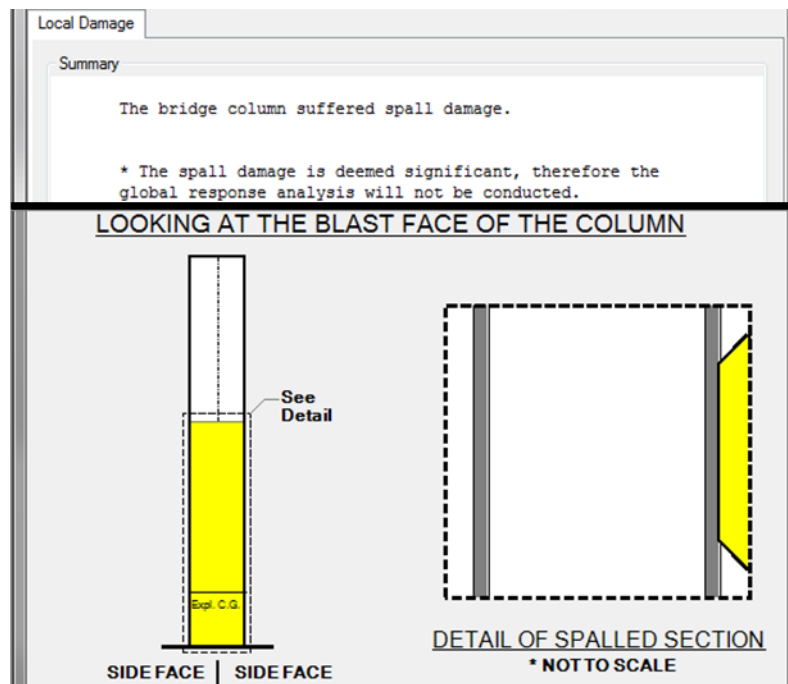 Local Damage
Summary
The bridge column suffered spall damage.
* The spall damage is deemed significant, therefore the
global response analysis will not be conducted.
LOOKING AT THE BLAST FACE OF THE COLUMN
See
Detail
Expl. C.G.
SIDE FACE | SIDE FACE
DETAIL OF SPALLED SECTION
* NOT TO SCALE